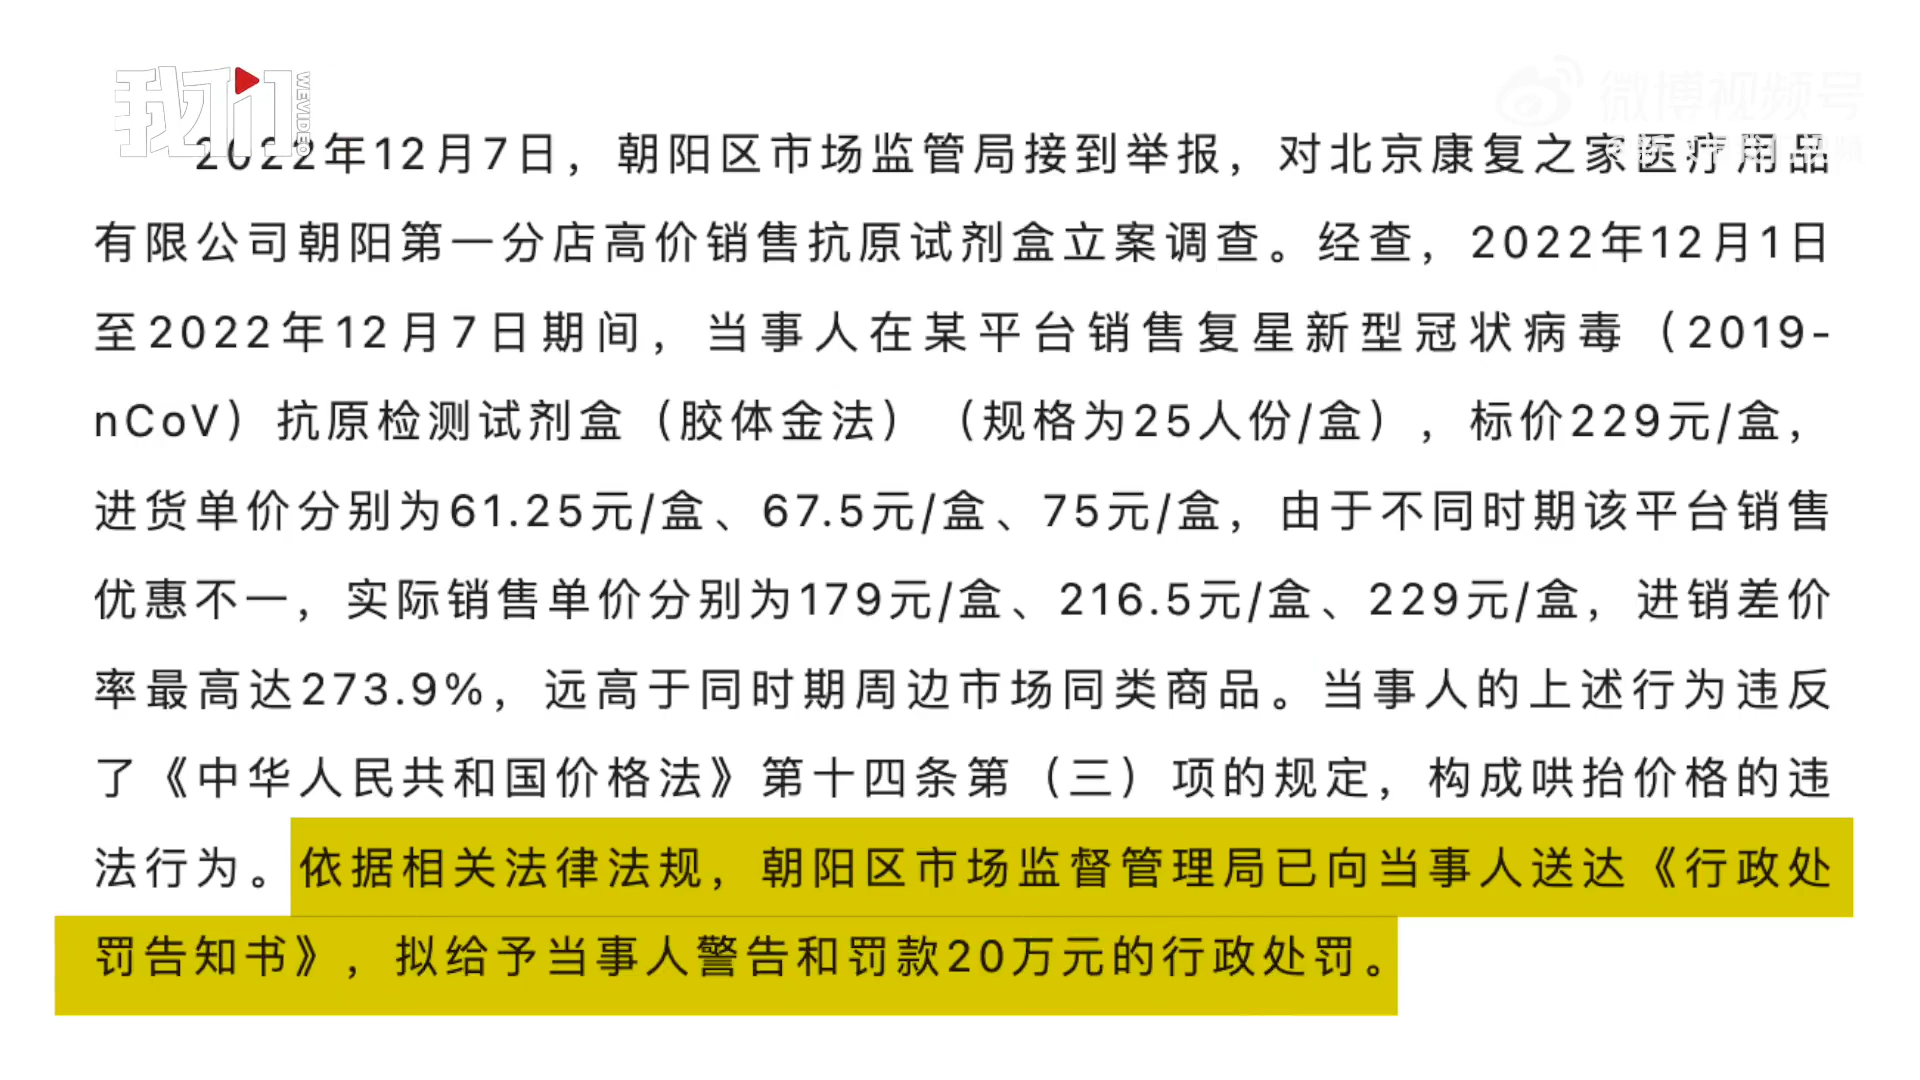 我们
WEVIDEO
微博视频号
2022年12月7日，朝阳区市场监管局接到举报，对北京康复之家医疗用品
有限公司朝阳第一分店高价销售抗原试剂盒立案调查。经查，2022年12月1日
至2022年12月7日期间，当事人在某平台销售复星新型冠状病毒（2019-
nCoV）抗原检测试剂盒（胶体金法）（规格为25人份/盒），标价229元/盒，
进货单价分别为61.25元/盒、67.5元/盒、75元/盒，由于不同时期该平台销售
优惠不一，实际销售单价分别为179元/盒、216.5元/盒、229元/盒，进销差价
率最高达273.9%，远高于同时期周边市场同类商品。当事人的上述行为违反
了《中华人民共和国价格法》第十四条第（三）项的规定，构成哄抬价格的违
法行为。依据相关法律法规，朝阳区市场监督管理局已向当事人送达《行政处
罚告知书》，拟给予当事人警告和罚款20万元的行政处罚。